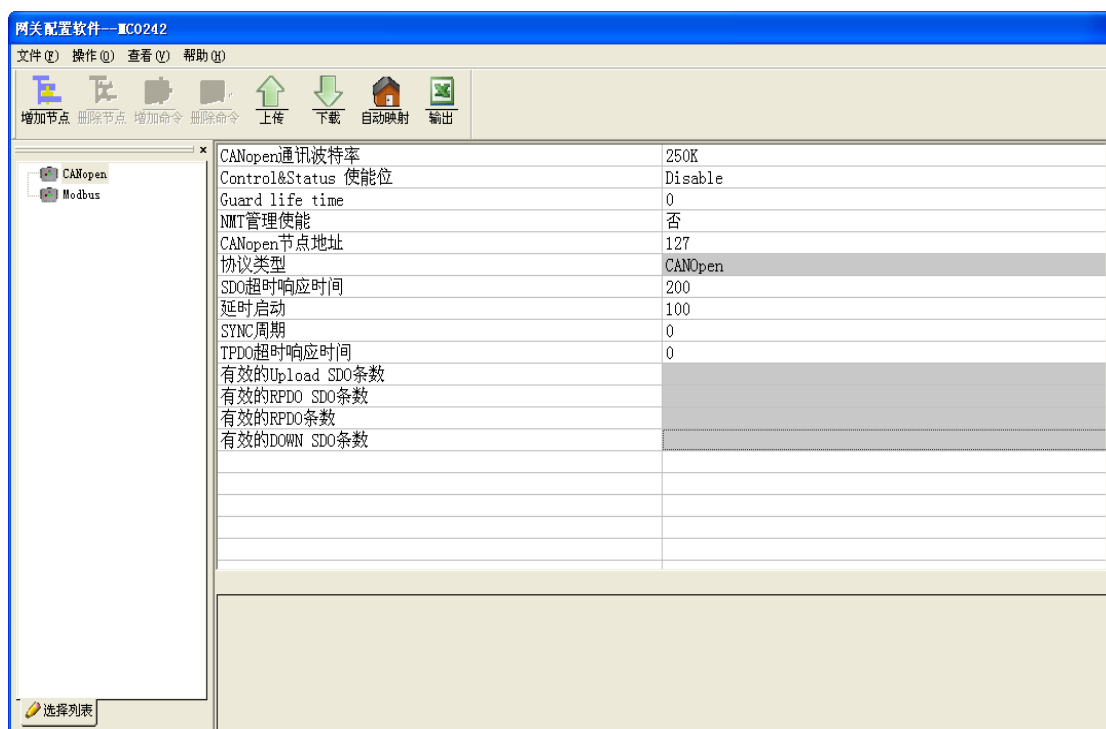 网关配置软件--MCO242
文件(F) 操作(O) 查看(V) 帮助(H)
增加节点 删除节点 增加命令 删除命令 上传 下载 自动映射 输出
x
CANopen
Modbus
CANopen通讯波特率 250K
Control&Status 使能位 Disable
Guard life time 0
NMT管理使能 否
CANopen节点地址 127
协议类型 CANOpen
SDO超时响应时间 200
延时启动 100
SYNC周期 0
TPDO超时响应时间 0
有效的Upload SDO条数
有效的RPDO SDO条数
有效的RPDO条数
有效的DOWN SDO条数
选择列表